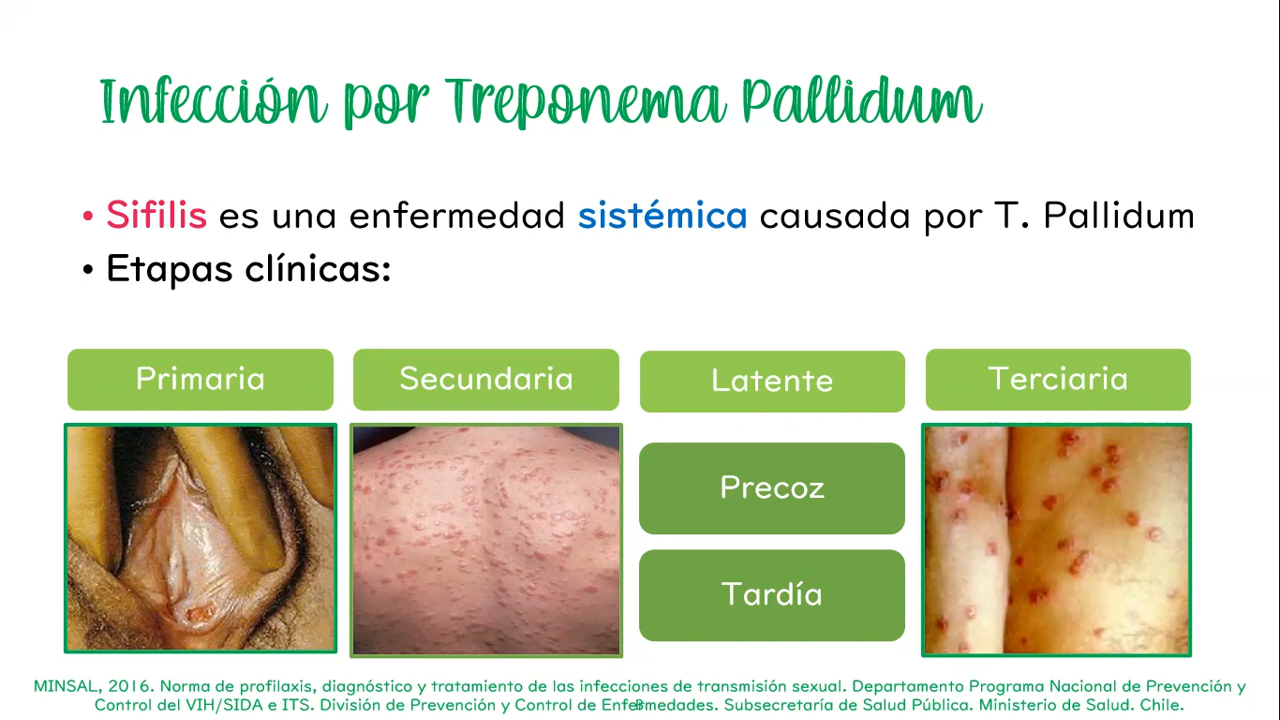 Infección por Treponema Pallidum
• Sifilis es una enfermedad sistémica causada por T. Pallidum
• Etapas clínicas:
Primaria
Secundaria
Latente
Terciaria
Precoz
Tardía
MINSAL, 2016. Norma de profilaxis, diagnóstico y tratamiento de las infecciones de transmisión sexual. Departamento Programa Nacional de Prevención y
Control del VIH/SIDA e ITS. División de Prevención y Control de Enfermedades. Subsecretaría de Salud Pública. Ministerio de Salud. Chile.